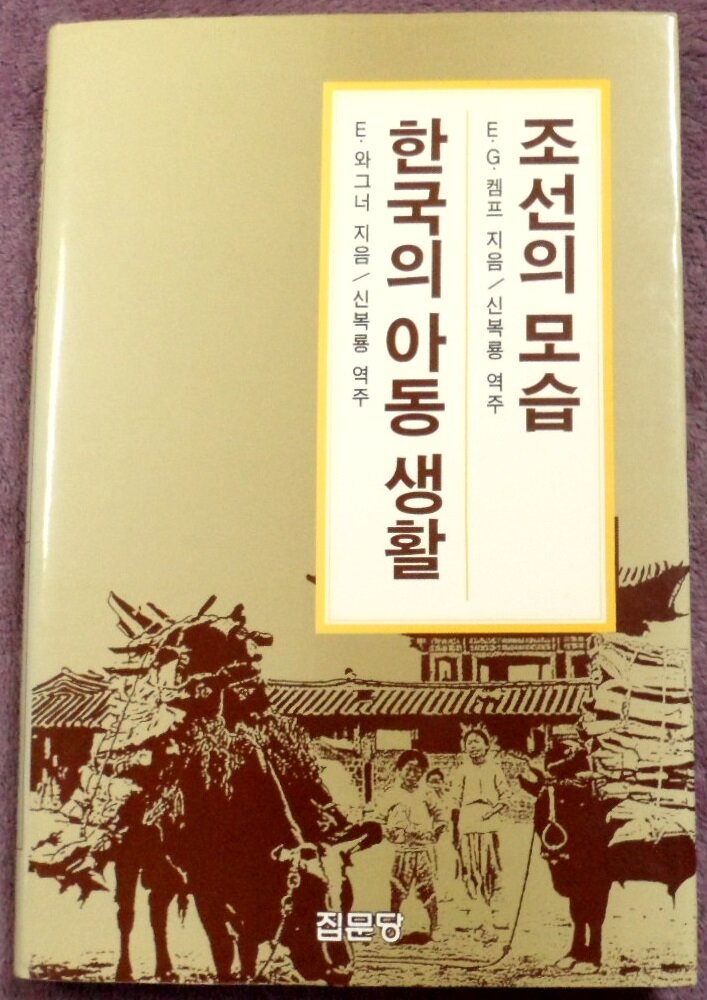 조선의 모습
E·G·켐프 지음/신복룡 역주
한국의 아동 생활
E·와그너 지음/신복룡 역주
집문당